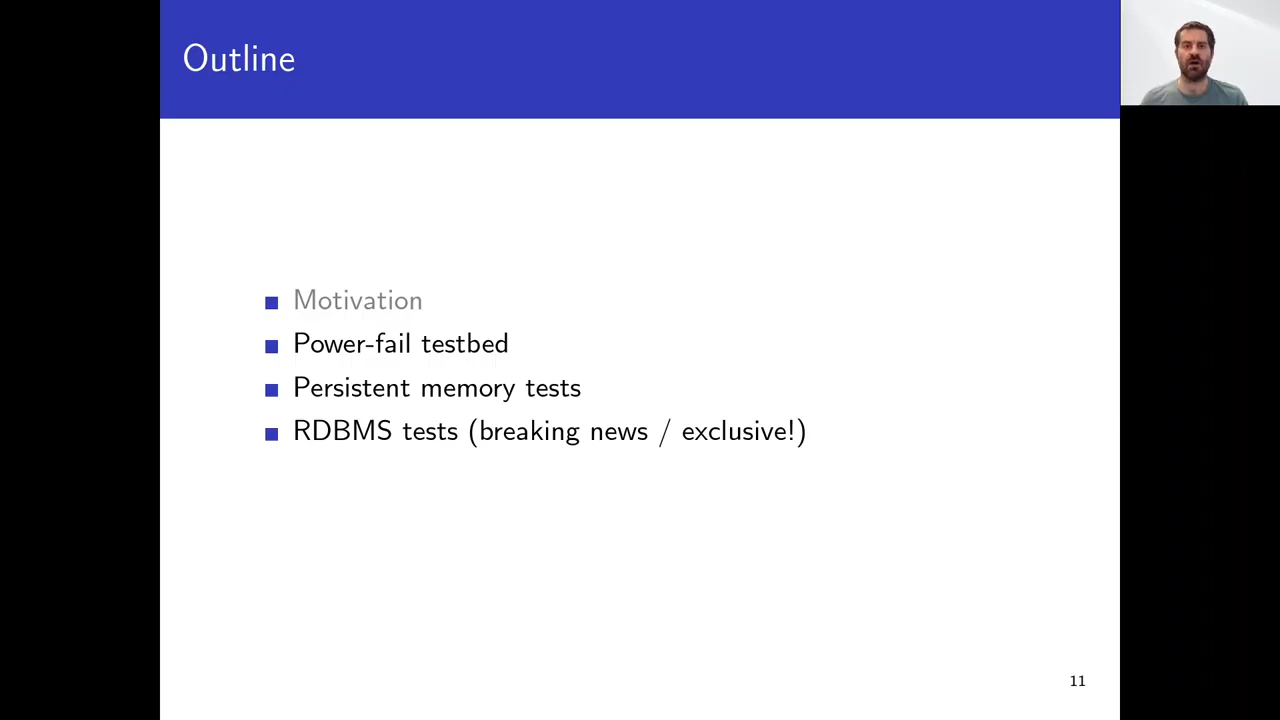 Outline
Motivation
Power-fail testbed
Persistent memory tests
RDBMS tests (breaking news / exclusive!)
11